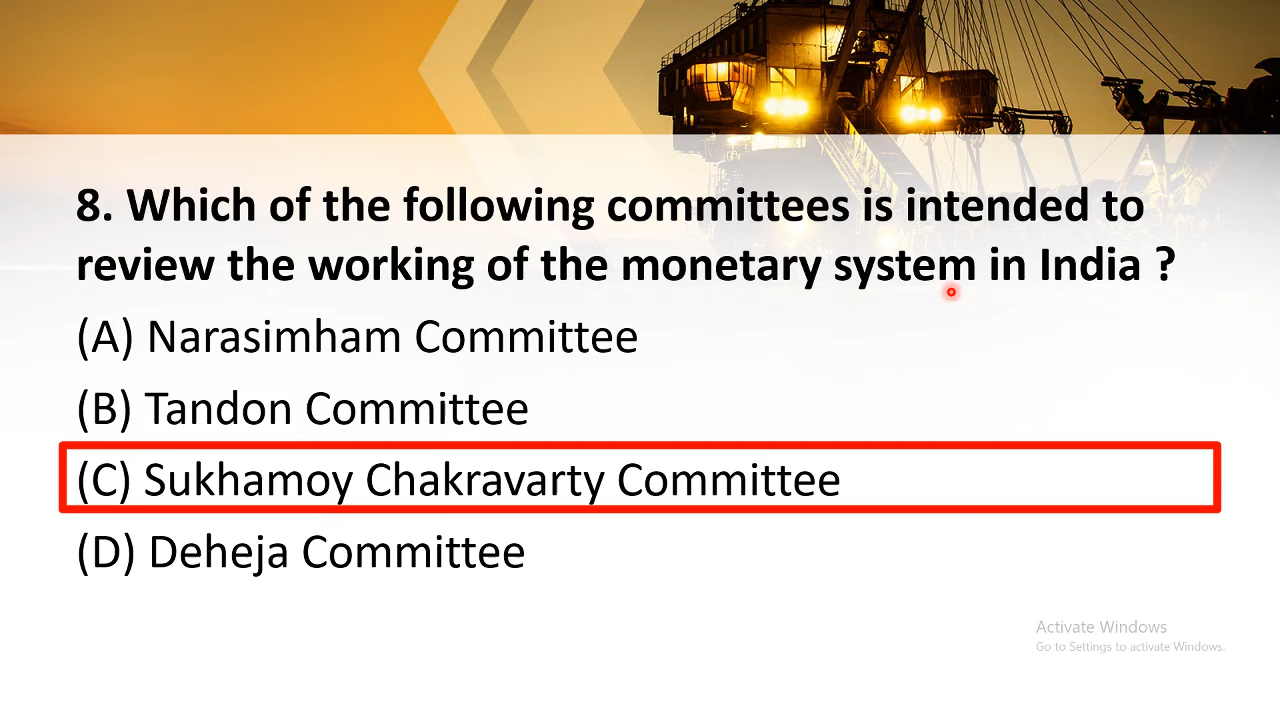 8. Which of the following committees is intended to
review the working of the monetary system in India ?
(A) Narasimham Committee
(B) Tandon Committee
(C) Sukhamoy Chakravarty Committee
(D) Deheja Committee
Activate Windows
Go to Settings to activate Windows.